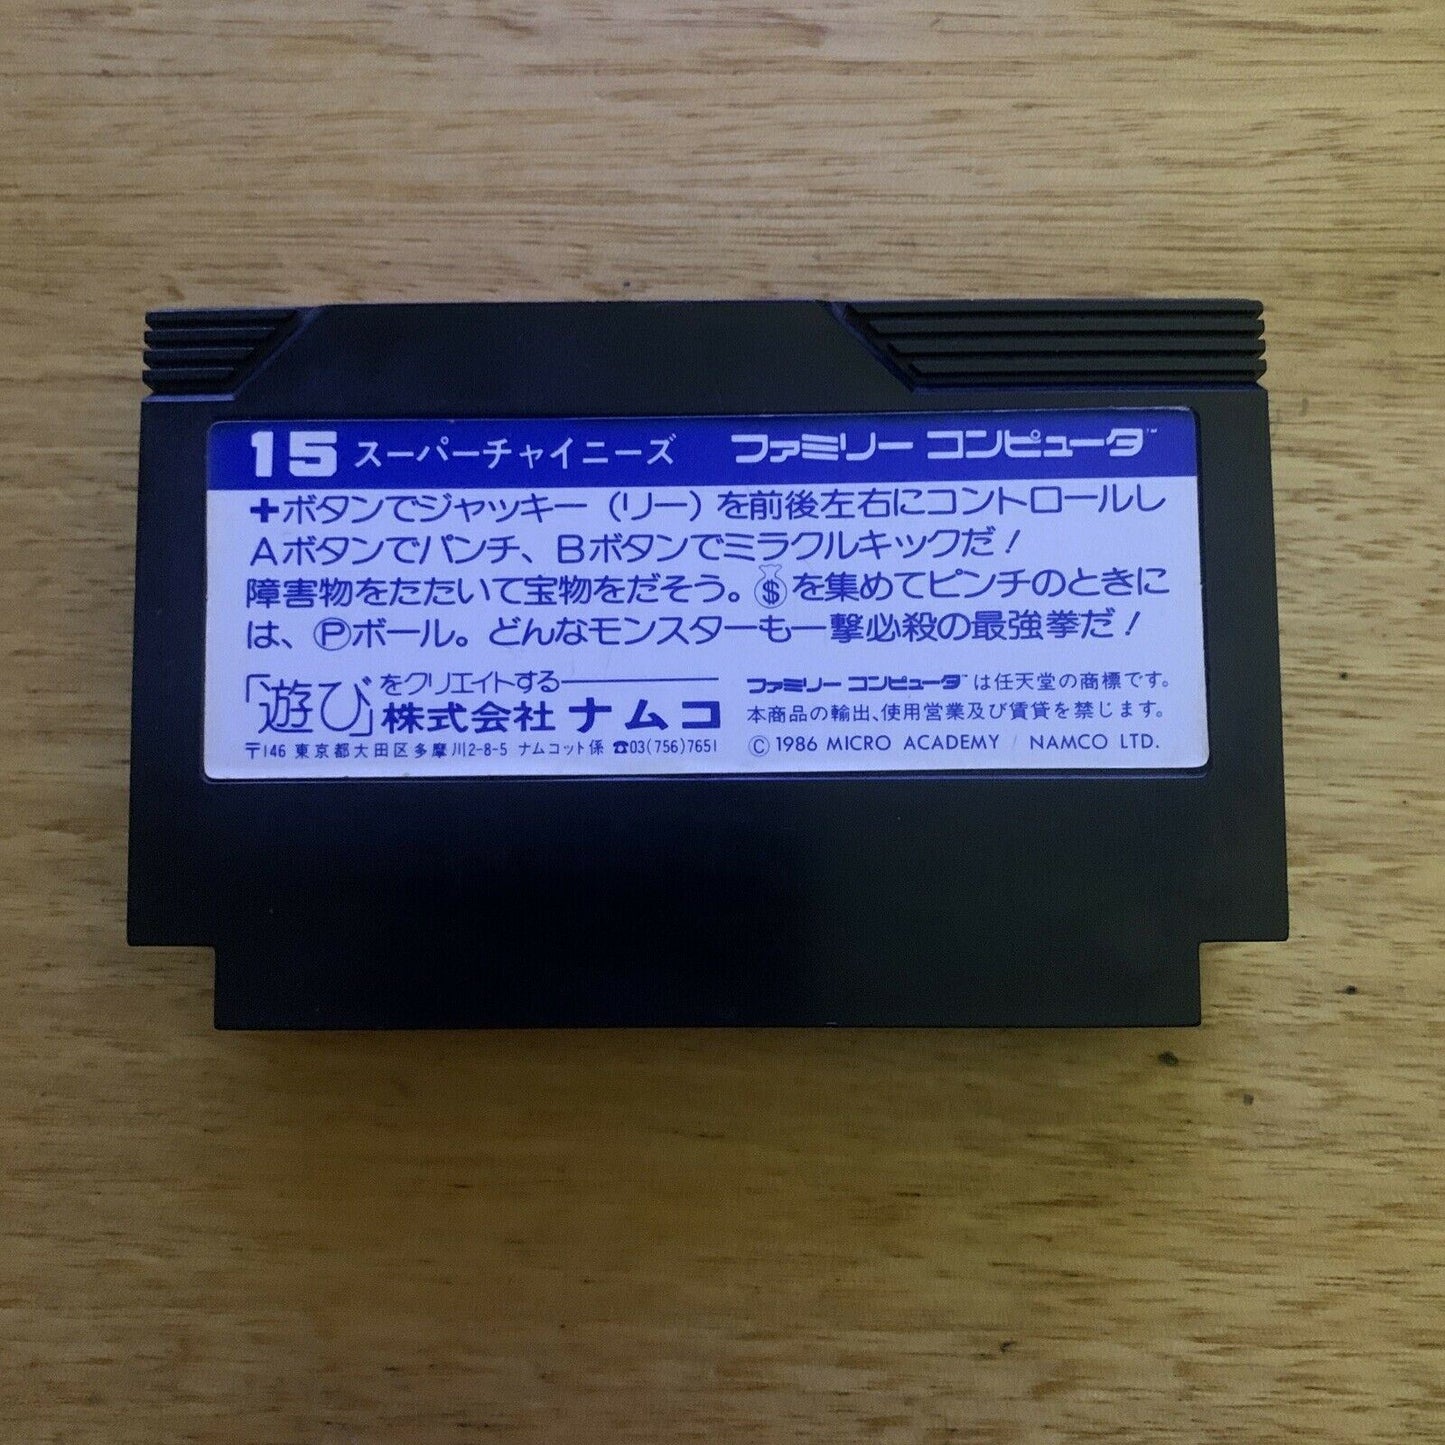 15 スーパーチャイニーズ ファミリー コンピュータ™
+ボタンでジャッキー(リー)を前後左右にコントロールし
Aボタンでパンチ、Bボタンでミラクルキックだ!
障害物をたたいて宝物をだそう。$を集めてピンチのときに
は、Ⓟボール。どんなモンスターも一撃必殺の最強拳だ!
「遊び」をクリエイトする
株式会社ナムコ
〒146 東京都大田区多摩川2-8-5 ナムコット係 ☎03(756)7651
ファミリー コンピュータ™は任天堂の商標です。
本商品の輸出、使用営業及び賃貸を禁じます。
© 1986 MICRO ACADEMY / NAMCO LTD.